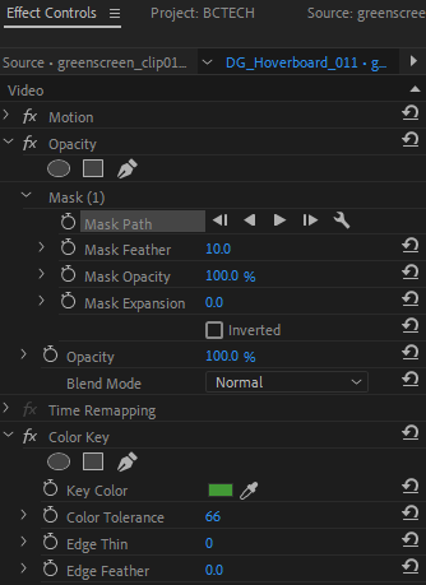 Effect Controls Project: BCTECH Source: greenscree
Source • greenscreen_clip01... DG_Hoverboard_011 • g...
Video
fx Motion
fx Opacity
Mask (1)
Mask Path
Mask Feather 10.0
Mask Opacity 100.0 %
Mask Expansion 0.0
Inverted
Opacity 100.0 %
Blend Mode Normal
fx Time Remapping
fx Color Key
Key Color
Color Tolerance 66
Edge Thin 0
Edge Feather 0.0